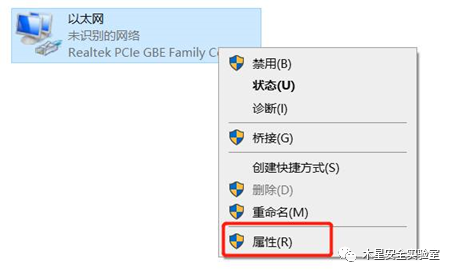 以太网
未识别的网络
Realtek PCIe GBE Family Co
禁用(B)
状态(U)
诊断(I)
桥接(G)
创建快捷方式(S)
删除(D)
重命名(M)
属性(R)
木星安全实验室